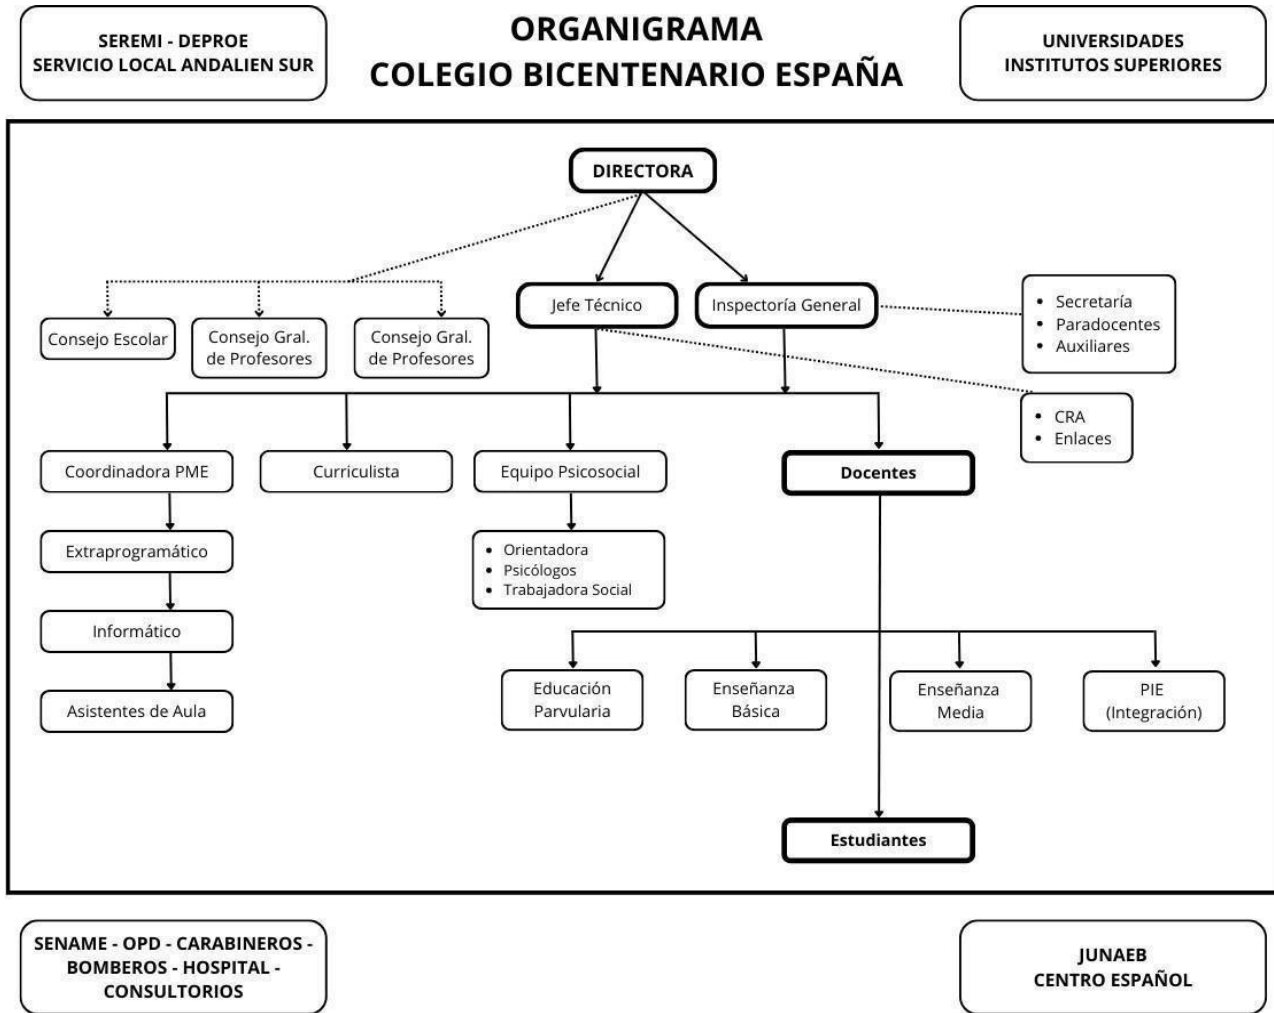 SEREMI - DEPROE
SERVICIO LOCAL ANDALIEN SUR
ORGANIGRAMA
COLEGIO BICENTENARIO ESPAÑA
UNIVERSIDADES
INSTITUTOS SUPERIORES
DIRECTORA
Jefe Técnico
Inspectoría General
• Secretaría
• Paradocentes
• Auxiliares
Consejo Escolar
Consejo Gral.
de Profesores
Consejo Gral.
de Profesores
• CRA
• Enlaces
Coordinadora PME
Curriculista
Equipo Psicosocial
Docentes
Extraprogramático
• Orientadora
• Psicólogos
• Trabajadora Social
Informático
Asistentes de Aula
Educación
Parvularia
Enseñanza
Básica
Enseñanza
Media
PIE
(Integración)
Estudiantes
SENAME - OPD - CARABINEROS -
BOMBEROS - HOSPITAL -
CONSULTORIOS
JUNAEB
CENTRO ESPAÑOL